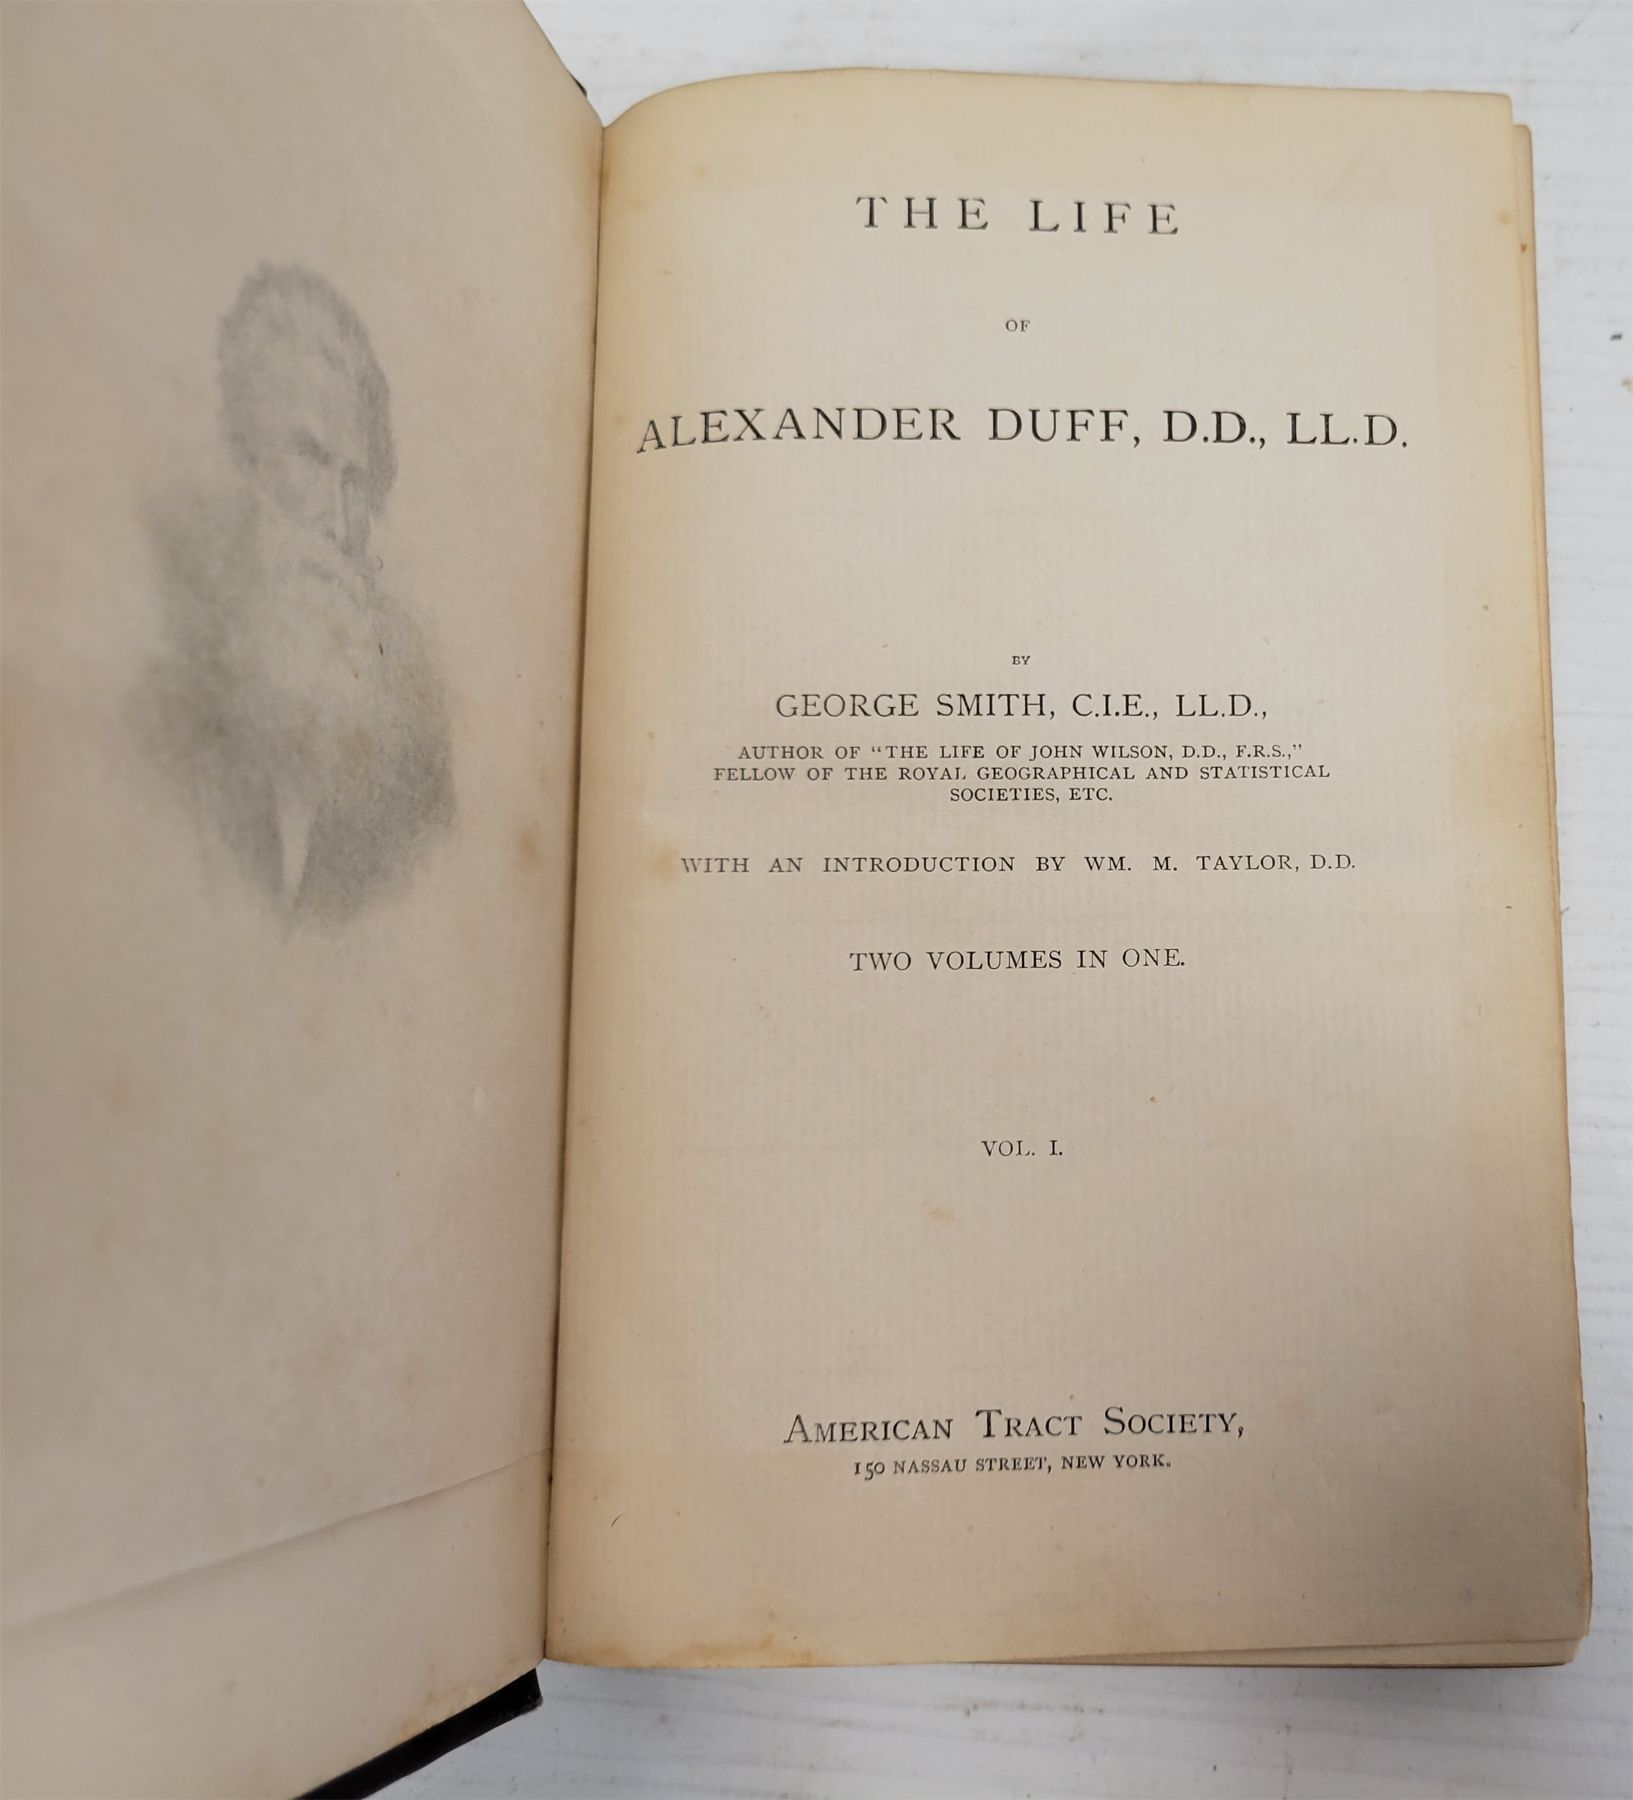 THE LIFE
OF
ALEXANDER DUFF, D.D., LL.D.
BY
GEORGE SMITH, C.I.E., LL.D.,
AUTHOR OF “THE LIFE OF JOHN WILSON, D.D., F.R.S.,”
FELLOW OF THE ROYAL GEOGRAPHICAL AND STATISTICAL
SOCIETIES, ETC.
WITH AN INTRODUCTION BY WM. M. TAYLOR, D.D.
TWO VOLUMES IN ONE.
VOL. I.
AMERICAN TRACT SOCIETY,
150 NASSAU STREET, NEW YORK.